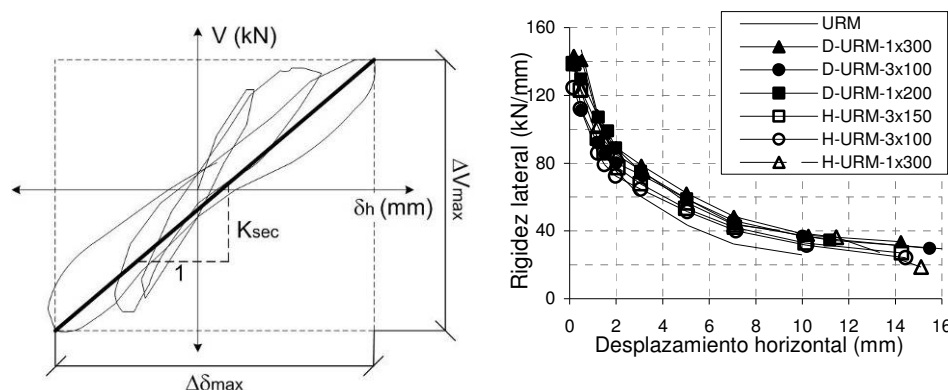 V (kN)
δh (mm)
Ksec
1
ΔVmax
Δδmax
Rigidez lateral (kN/mm)
160
120
80
40
0
0 2 4 6 8 10 12 14 16
Desplazamiento horizontal (mm)
URM
D-URM-1x300
D-URM-3x100
D-URM-1x200
H-URM-3x150
H-URM-3x100
H-URM-1x300